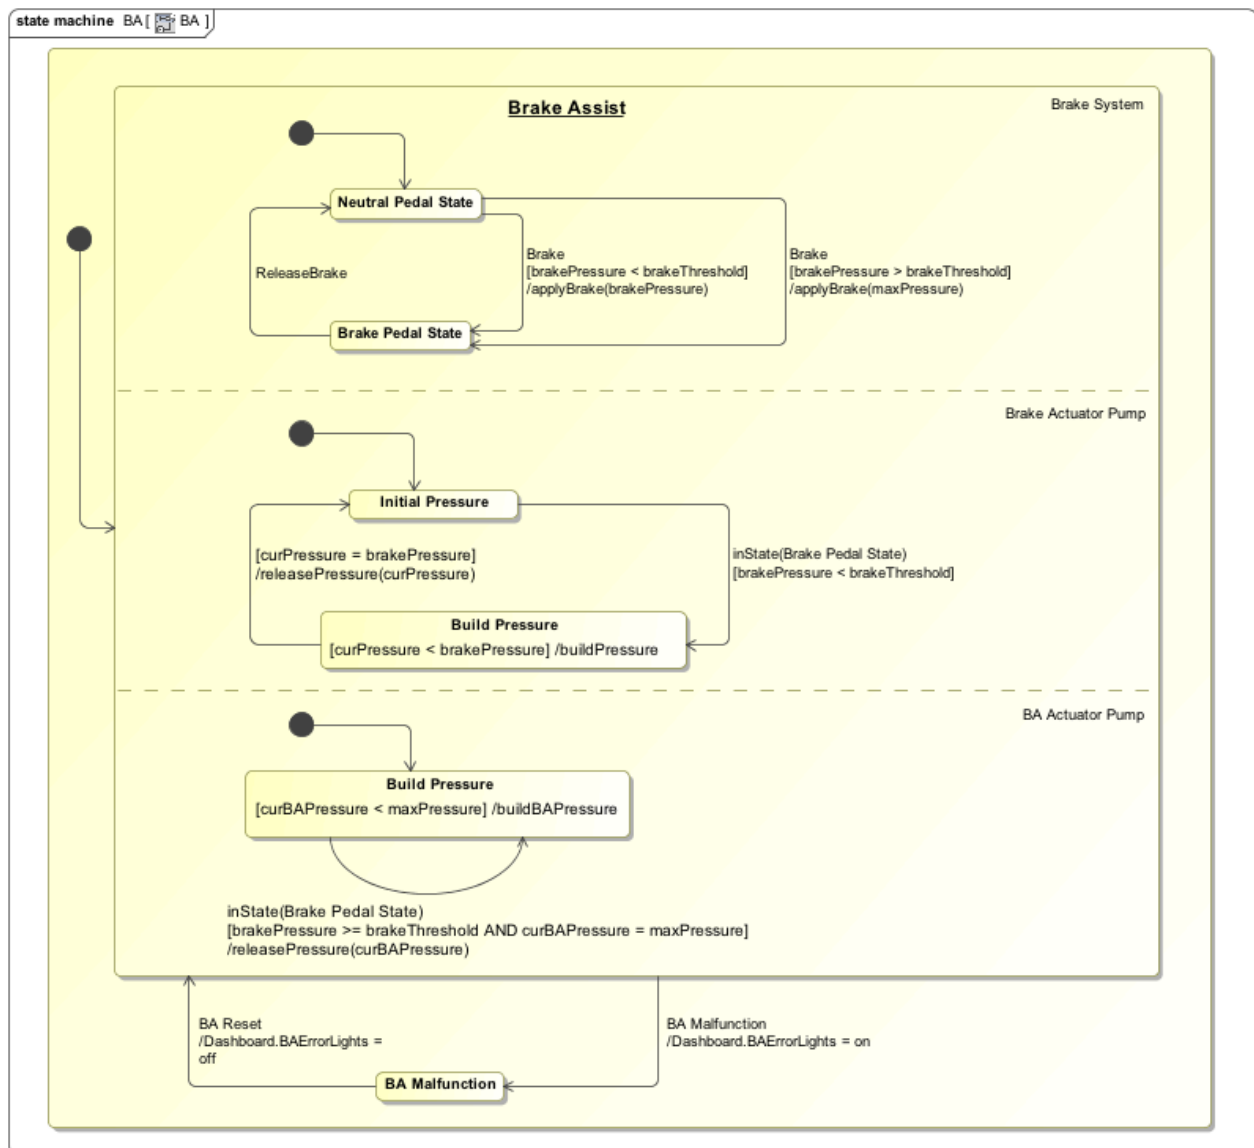 state machine BA [ BA ]
Brake Assist
Brake System
Neutral Pedal State
ReleaseBrake
Brake
[brakePressure < brakeThreshold]
/applyBrake(brakePressure)
Brake
[brakePressure > brakeThreshold]
/applyBrake(maxPressure)
Brake Pedal State
Brake Actuator Pump
Initial Pressure
[curPressure = brakePressure]
/releasePressure(curPressure)
inState(Brake Pedal State)
[brakePressure < brakeThreshold]
Build Pressure
[curPressure < brakePressure] /buildPressure
BA Actuator Pump
Build Pressure
[curBAPressure < maxPressure] /buildBAPressure
inState(Brake Pedal State)
[brakePressure >= brakeThreshold AND curBAPressure = maxPressure]
/releasePressure(curBAPressure)
BA Reset
/Dashboard.BAErrorLights =
off
BA Malfunction
/Dashboard.BAErrorLights = on
BA Malfunction